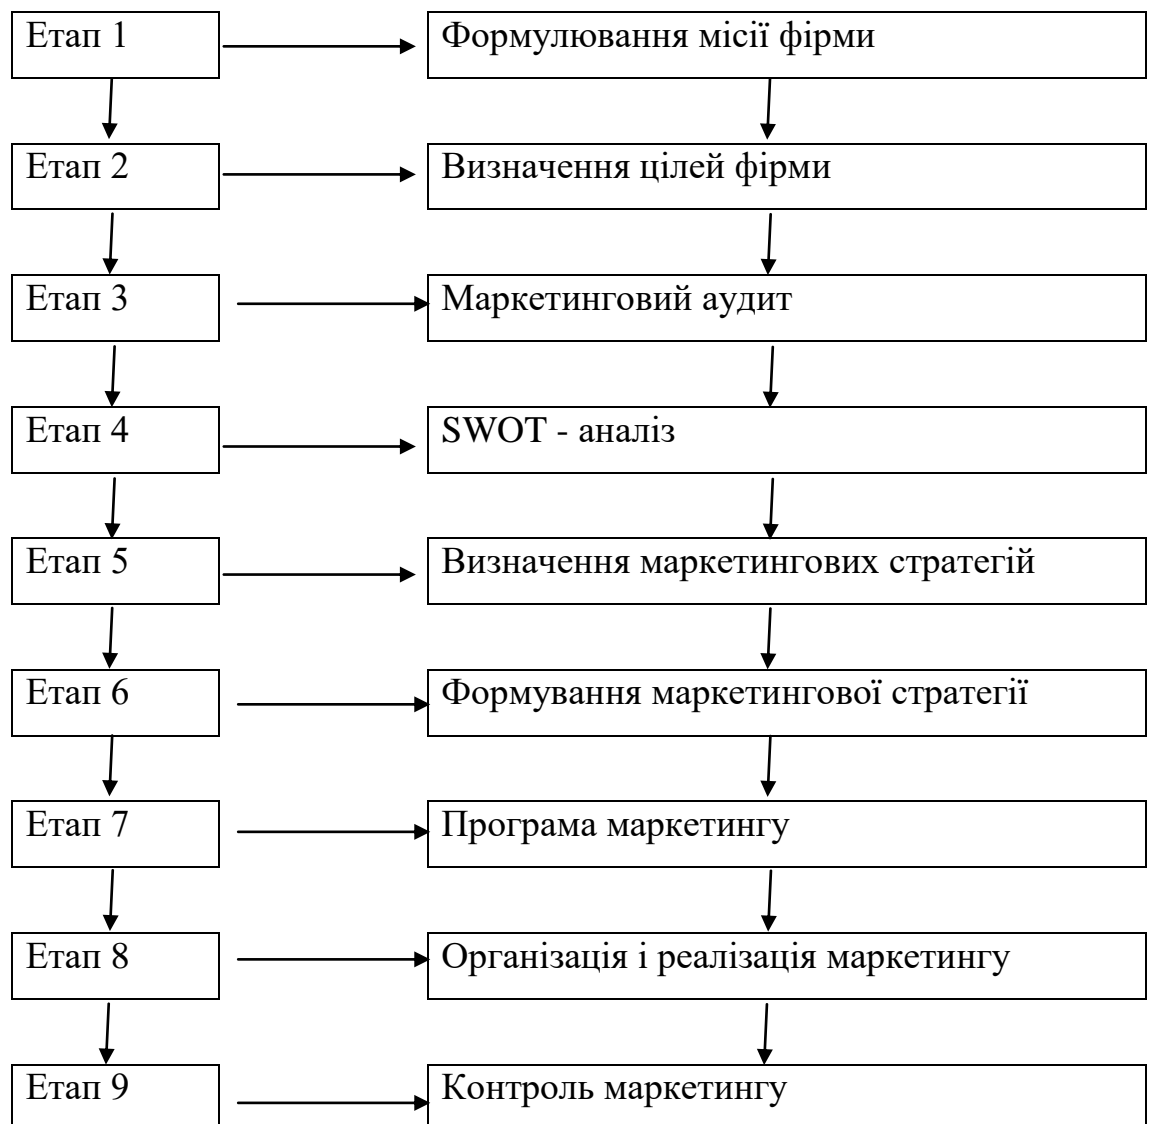 Етап 1
Формулювання місії фірми
Етап 2
Визначення цілей фірми
Етап 3
Маркетинговий аудит
Етап 4
SWOT - аналіз
Етап 5
Визначення маркетингових стратегій
Етап 6
Формування маркетингової стратегії
Етап 7
Програма маркетингу
Етап 8
Організація і реалізація маркетингу
Етап 9
Контроль маркетингу